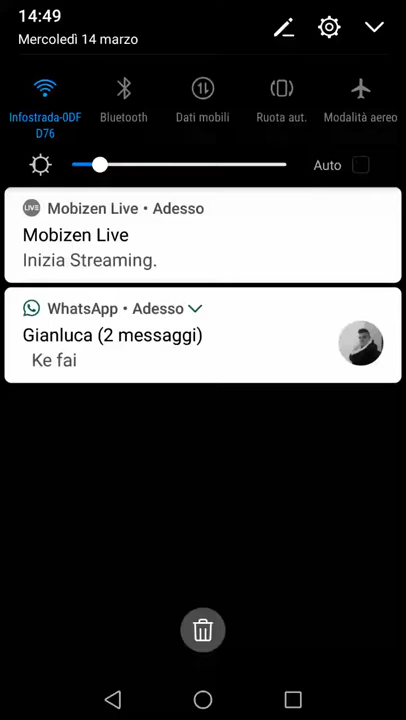 14:49
Mercoledì 14 marzo
Infostrada-0DF
D76
Bluetooth
Dati mobili
Ruota aut.
Modalità aereo
Auto
LIVE
Mobizen Live • Adesso
Mobizen Live
Inizia Streaming.
WhatsApp • Adesso
Gianluca (2 messaggi)
Ke fai